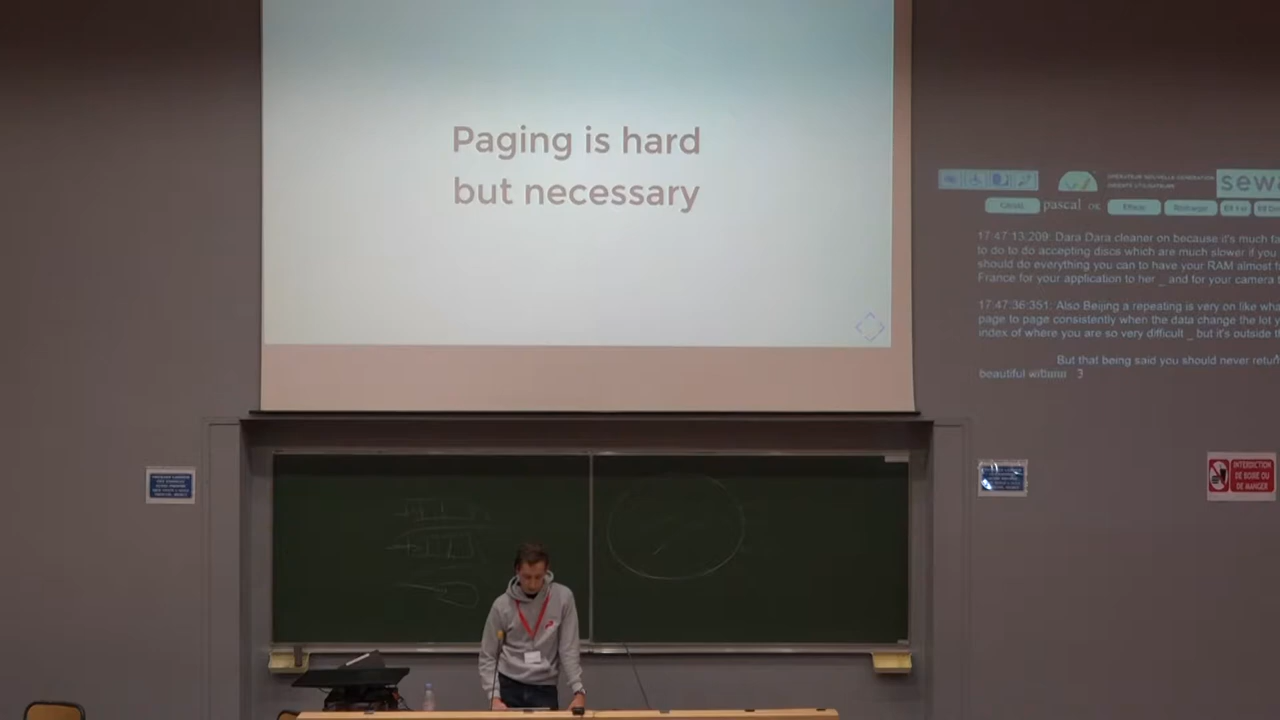 Paging is hard
but necessary
sewa
pascal OK
Effacer
17:47:13:209: Dara Dara cleaner on because it's much fa
to do to do accepting discs which are much slower if you
should do everything you can to have your RAM almost f
France for your application to her _ and for your camera t
17:47:36:351: Also Beijing a repeating is very on like wha
page to page consistently when the data change the lot y
index of where you are so very difficult _ but it's outside t
But that being said you should never retur
beautiful without 3
INTERDICTION
DE BOIRE OU
DE MANGER